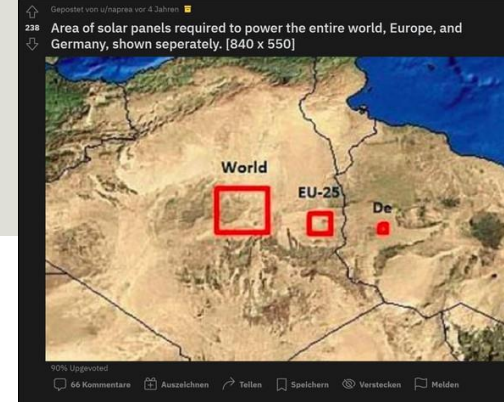 Gepostet von u/naprea vor 4 Jahren
238
Area of solar panels required to power the entire world, Europe, and
Germany, shown seperately. [840 x 550]
World
EU-25
De
90% Upgevoted
66 Kommentare Auszeichnen Teilen Speichern Verstecken Melden